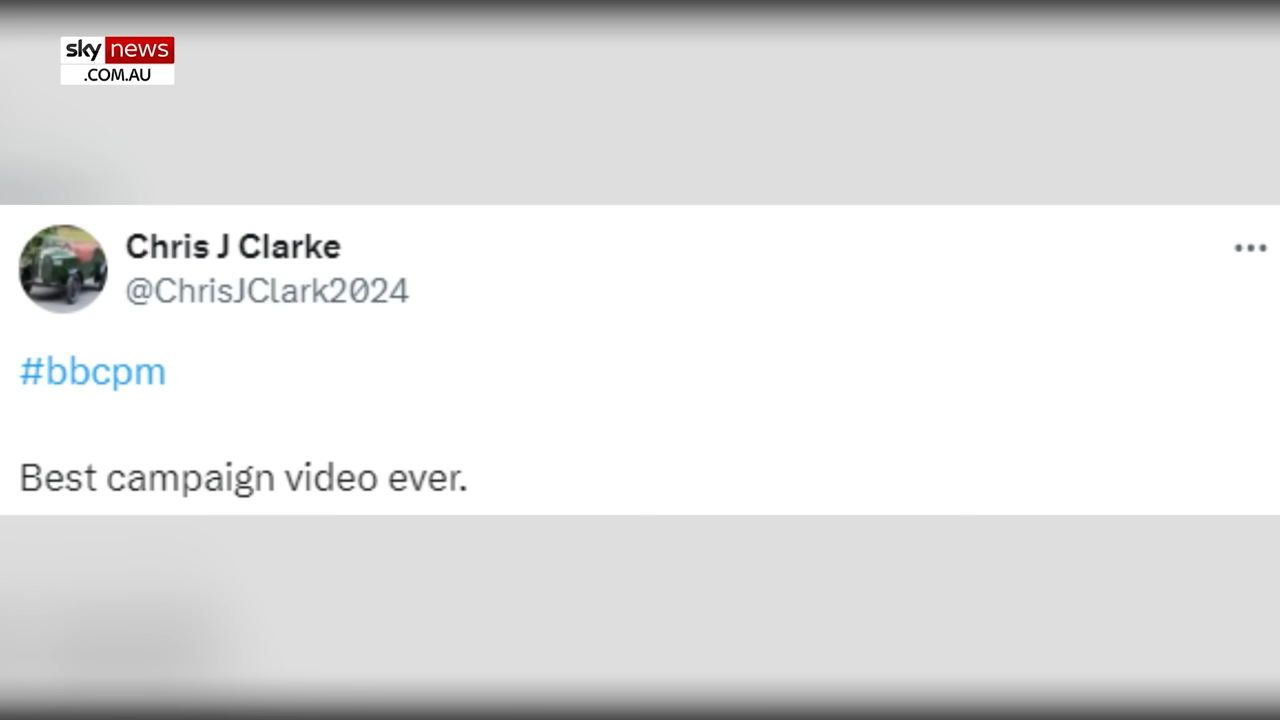 sky news
.COM.AU
Chris J Clarke
@ChrisJClark2024
#bbcpm
Best campaign video ever.